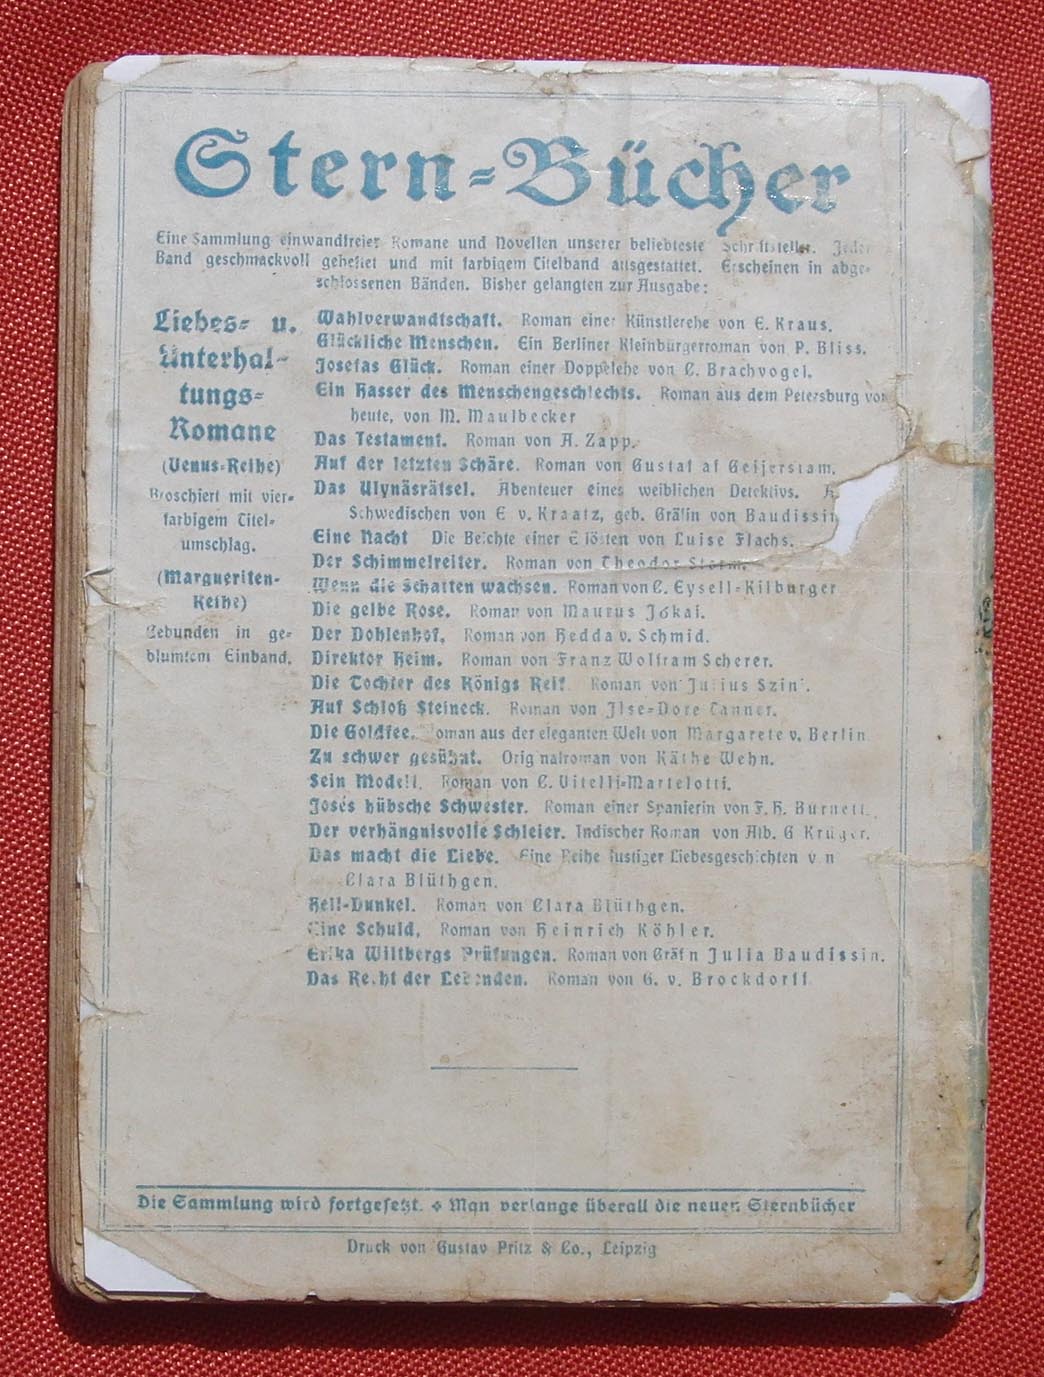 Stern-Bücher
Eine Sammlung einwandfreier Romane und Novellen unserer beliebteste Schriftsteller. Jeder
Band geschmackvoll geheftet und mit farbigem Titelband ausgestattet. Erscheinen in abge-
schlossenen Bänden. Bisher gelangten zur Ausgabe:
Liebes- u.
Unterhal-
tungs-
Romane
(Venus-Reihe)
Broschiert mit vier-
farbigem Titel-
umschlag.
(Margueriten-
Reihe)
Gebunden in ge-
blumtem Einband.
Wahlverwandtschaft. Roman einer Künstlerehe von E. Kraus.
Glückliche Menschen. Ein Berliner Kleinbürgerroman von P. Bliss.
Josefas Glück. Roman einer Doppelehe von C. Brachvogel.
Ein Hasser des Menschengeschlechts. Roman aus dem Petersburg von
heute, von M. Maulbecker
Das Testament. Roman von A. Zapp.
Auf der letzten Schäre. Roman von Gustaf af Geijerstam.
Das Ulynäsrätsel. Abenteuer eines weiblichen Detektivs.
Schwedischen von E v. Kraatz, geb. Gräfin von Baudissin
Eine Nacht Die Beichte einer Erlösten von Luise Flachs.
Der Schimmelreiter. Roman von Theodor Storm.
Wenn die Schatten wachsen. Roman von C. Eysell-Kilburger
Die gelbe Rose. Roman von Maurus Jókai.
Der Dohlenhof. Roman von Hedda v. Schmid.
Direktor Heim. Roman von Franz Wolfram Scherer.
Die Tochter des Königs Reif. Roman von Julius Szini.
Auf Schloß Steineck. Roman von Ilse-Dore Tanner.
Die Goldfee. Roman aus der eleganten Welt von Margarete v. Berlin
Zu schwer gesühnt. Originalroman von Käthe Wehn.
Sein Modell. Roman von C. Vitelli-Martelotti.
Josés hübsche Schwester. Roman einer Spanierin von F. H. Burnett.
Der verhängnisvolle Schleier. Indischer Roman von Alb. G Krüger.
Das macht die Liebe. Eine Reihe lustiger Liebesgeschichten von
Clara Blüthgen.
Hell-Dunkel. Roman von Clara Blüthgen.
Eine Schuld. Roman von Heinrich Köhler.
Erika Wiltbergs Prüfungen. Roman von Gräfin Julia Baudissin.
Das Recht der Lebenden. Roman von G. v. Brockdorff
Die Sammlung wird fortgesetzt. ❖ Man verlange überall die neuen Sternbücher
Druck von Gustav Pritz & Co., Leipzig